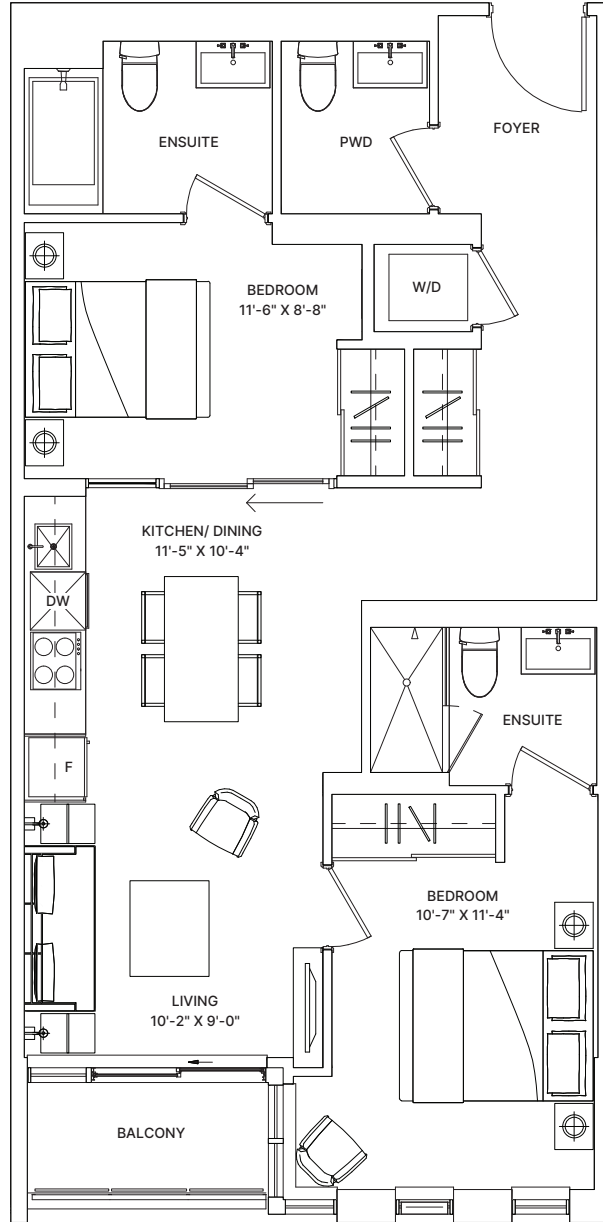 ENSUITE
PWD
FOYER
BEDROOM
11'-6" X 8'-8"
W/D
KITCHEN/ DINING
11'-5" X 10'-4"
DW
F
ENSUITE
BEDROOM
10'-7" X 11'-4"
LIVING
10'-2" X 9'-0"
BALCONY